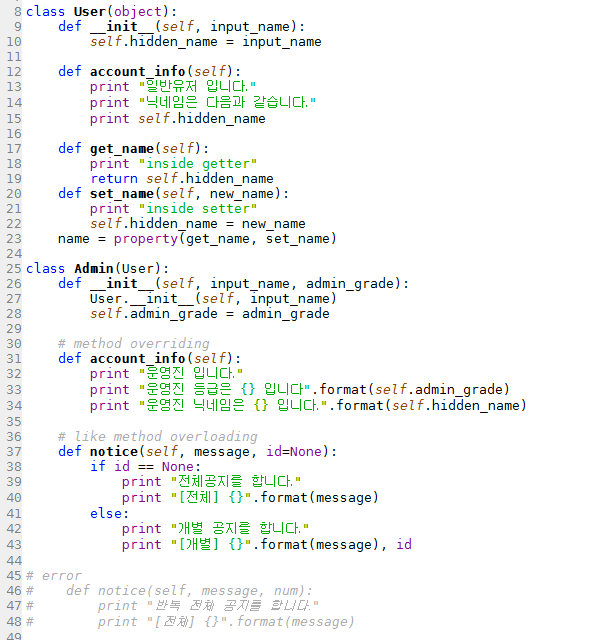 8 class User(object):
9     def __init__(self, input_name):
10         self.hidden_name = input_name
11
12     def account_info(self):
13         print "일반유저 입니다."
14         print "닉네임은 다음과 같습니다."
15         print self.hidden_name
16
17     def get_name(self):
18         print "inside getter"
19         return self.hidden_name
20     def set_name(self, new_name):
21         print "inside setter"
22         self.hidden_name = new_name
23     name = property(get_name, set_name)
24
25 class Admin(User):
26     def __init__(self, input_name, admin_grade):
27         User.__init__(self, input_name)
28         self.admin_grade = admin_grade
29
30     # method overriding
31     def account_info(self):
32         print "운영진 입니다."
33         print "운영진 등급은 {} 입니다".format(self.admin_grade)
34         print "운영진 닉네임은 {} 입니다.".format(self.hidden_name)
35
36     # like method overloading
37     def notice(self, message, id=None):
38         if id == None:
39             print "전체공지를 합니다."
40             print "[전체] {}".format(message)
41         else:
42             print "개별 공지를 합니다."
43             print "[개별] {}".format(message), id
44
45 # error
46 #    def notice(self, message, num):
47 #        print "반복 전체 공지를 합니다."
48 #        print "[전체] {}".format(message)
49